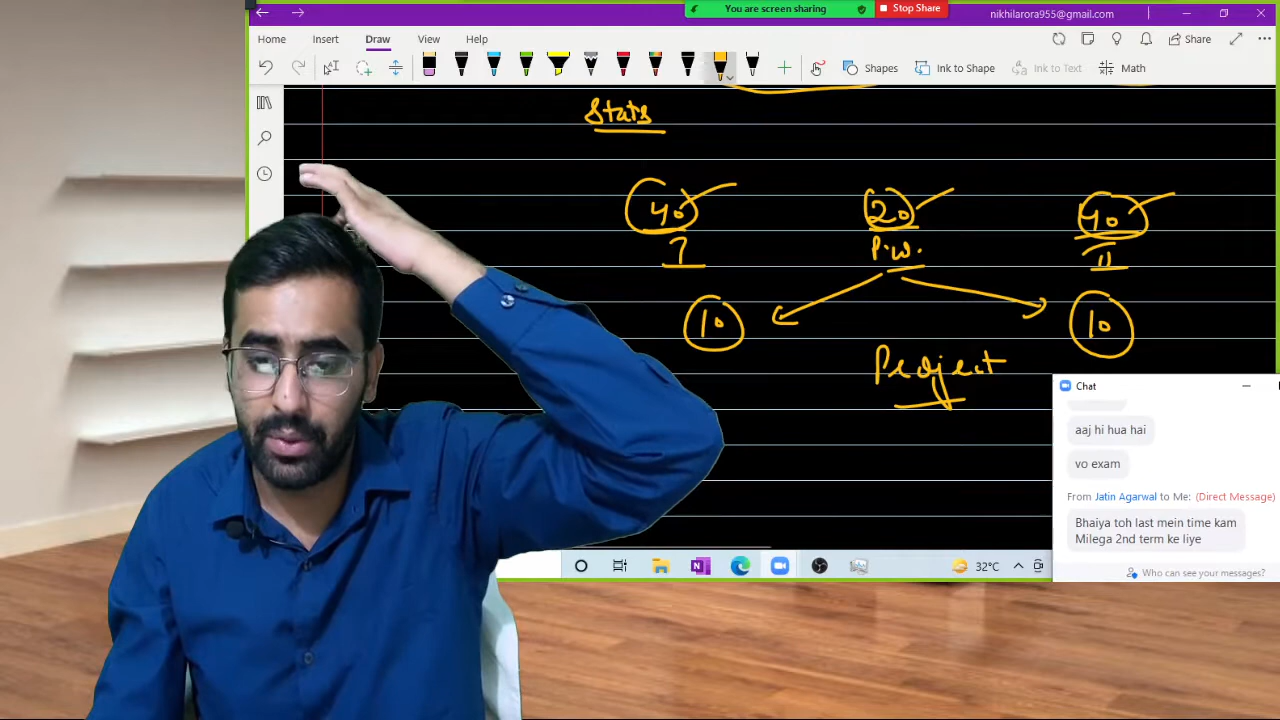 You are screen sharing
Stop Share
nikhilarora955@gmail.com
Home Insert Draw View Help
Share
Shapes Ink to Shape Ink to Text Math
Stats
40 20 40
I P.W. II
10 10
Project
Chat
aaj hi hua hai
vo exam
From Jatin Agarwal to Me: (Direct Message)
Bhaiya toh last mein time kam
Milega 2nd term ke liye
Who can see your messages?
32°C